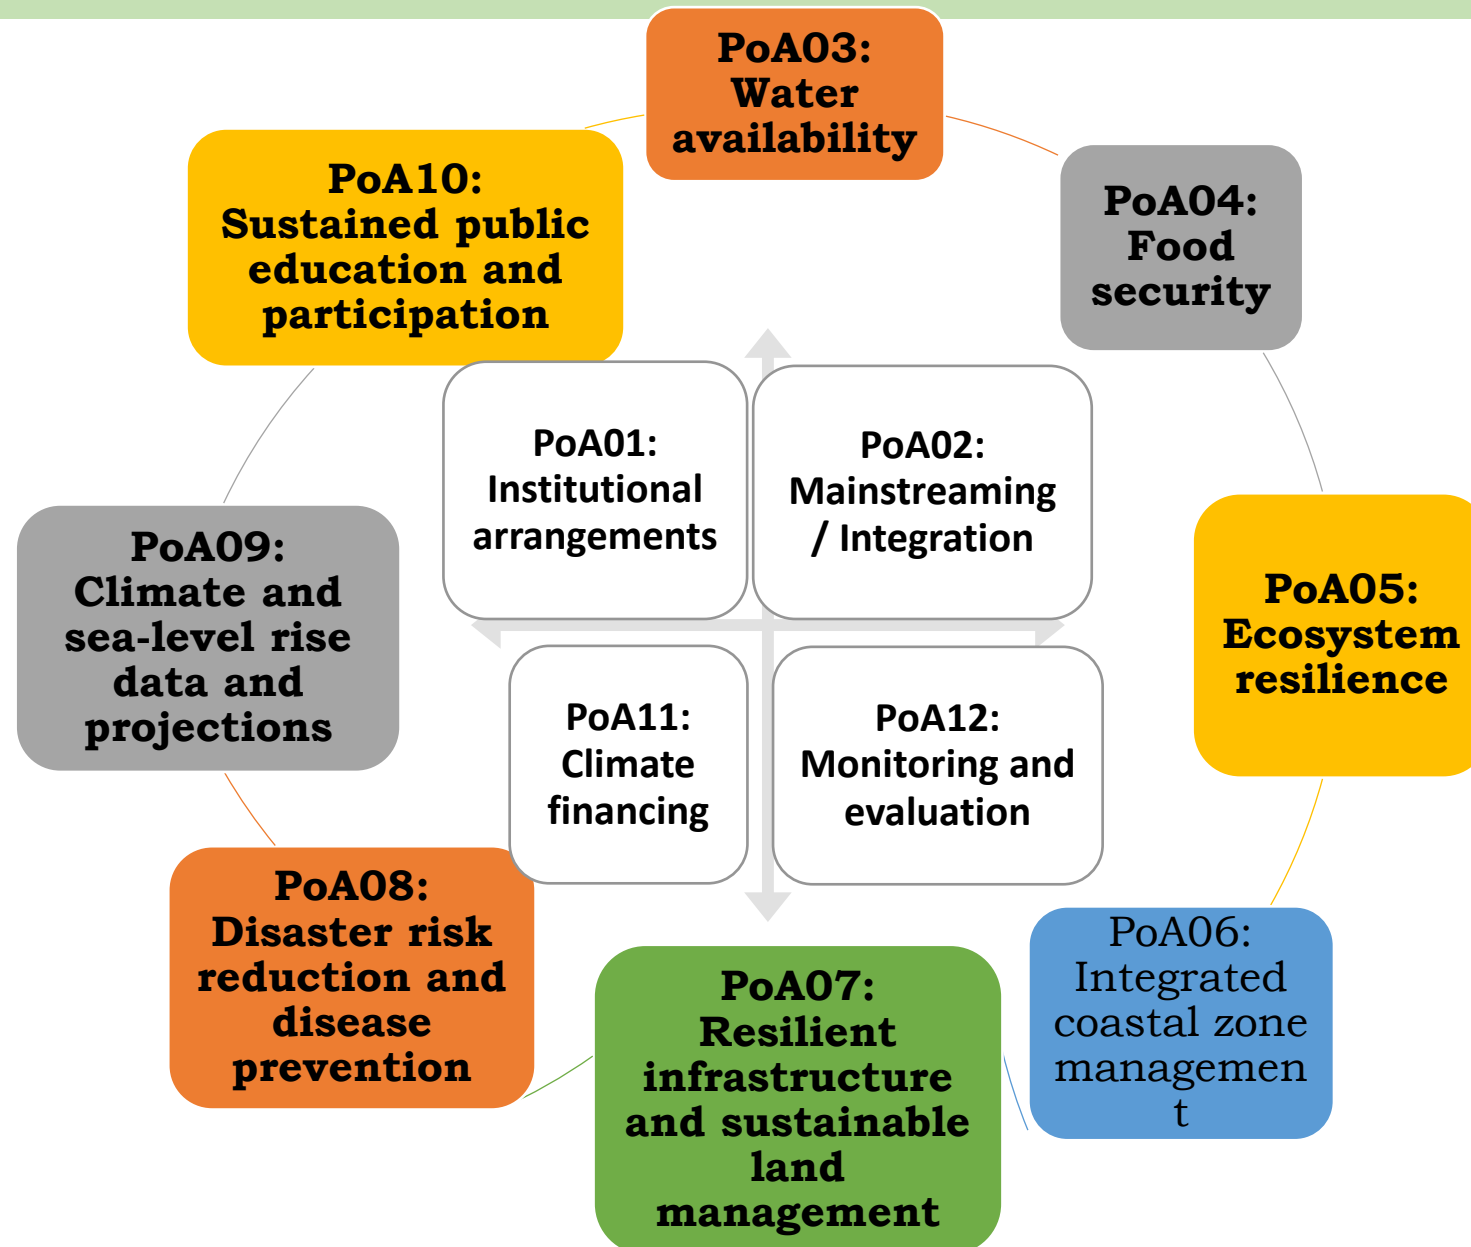 PoA03:
Water
availability
PoA04:
Food
security
PoA05:
Ecosystem
resilience
PoA06:
Integrated
coastal zone
managemen
t
PoA07:
Resilient
infrastructure
and sustainable
land
management
PoA08:
Disaster risk
reduction and
disease
prevention
PoA09:
Climate and
sea-level rise
data and
projections
PoA10:
Sustained public
education and
participation
PoA01:
Institutional
arrangements
PoA02:
Mainstreaming
/ Integration
PoA11:
Climate
financing
PoA12:
Monitoring and
evaluation